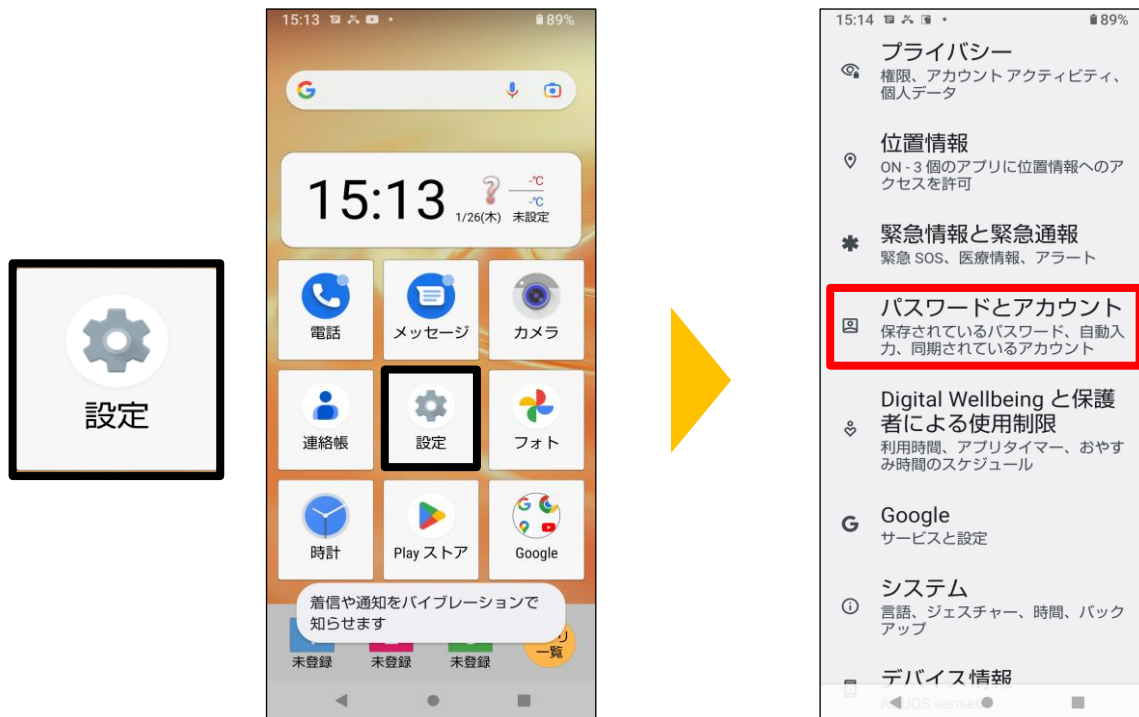 設定
15:13
89%
G
15:13
-℃
-℃
1/26(木) 未設定
電話
メッセージ
カメラ
連絡帳
設定
フォト
時計
Play ストア
Google
着信や通知をバイブレーションで
知らせます
未登録
未登録
未登録
一覧
15:14
89%
プライバシー
権限、アカウント アクティビティ、
個人データ
位置情報
ON - 3 個のアプリに位置情報へのア
クセスを許可
緊急情報と緊急通報
緊急 SOS、医療情報、アラート
パスワードとアカウント
保存されているパスワード、自動入
力、同期されているアカウント
Digital Wellbeing と保護
者による使用制限
利用時間、アプリタイマー、おやす
み時間のスケジュール
G
Google
サービスと設定
システム
言語、ジェスチャー、時間、バック
アップ
デバイス情報